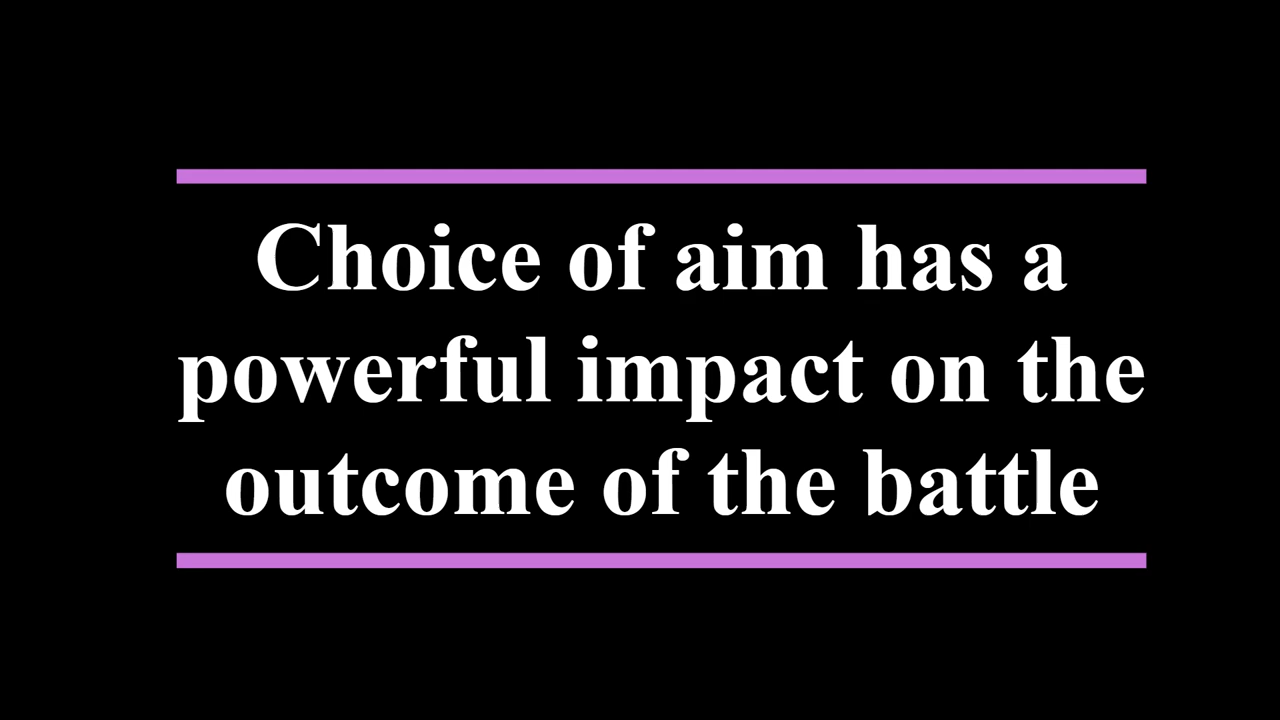 Choice of aim has a
powerful impact on the
outcome of the battle